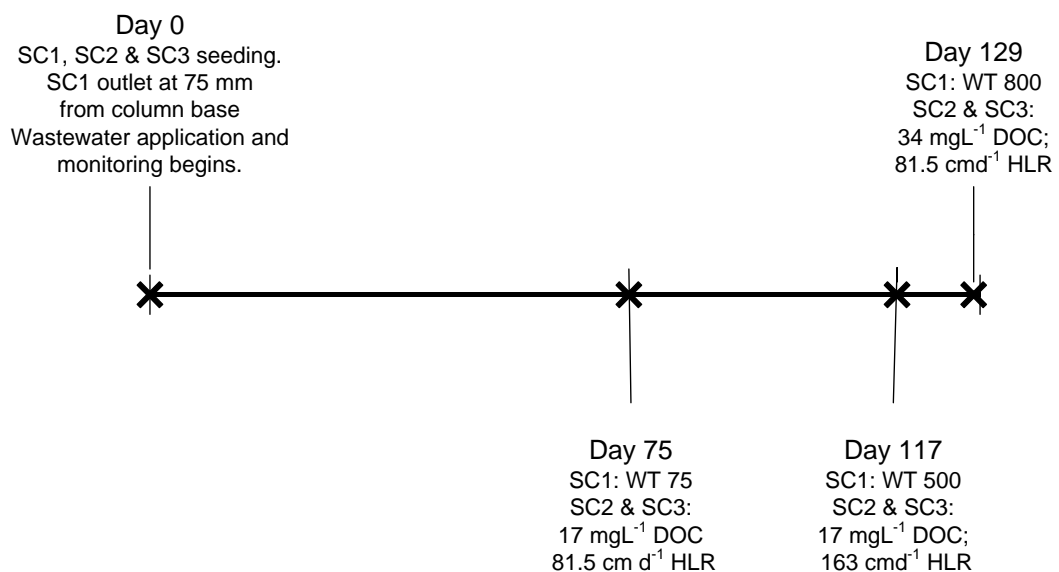 Day 0
SC1, SC2 & SC3 seeding.
SC1 outlet at 75 mm
from column base
Wastewater application and
monitoring begins.
Day 129
SC1: WT 800
SC2 & SC3:
34 mgL⁻¹ DOC;
81.5 cmd⁻¹ HLR
Day 75
SC1: WT 75
SC2 & SC3:
17 mgL⁻¹ DOC
81.5 cm d⁻¹ HLR
Day 117
SC1: WT 500
SC2 & SC3:
17 mgL⁻¹ DOC;
163 cmd⁻¹ HLR